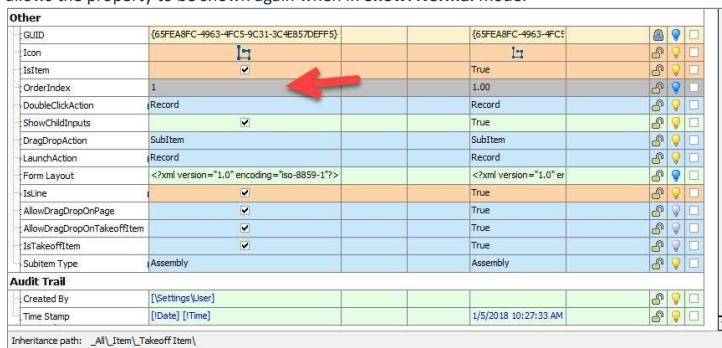 allows the property to be shown again when in Show Normal mode.
Other
GUID {65FEA8FC-4963-4FC5-9C31-3C4E857DEFF5} {65FEA8FC-4963-4FC5
Icon
IsItem True
OrderIndex 1 1.00
DoubleClickAction Record Record
ShowChildInputs True
DragDropAction SubItem SubItem
LaunchAction Record Record
Form Layout <?xml version="1.0" encoding="iso-8859-1"?> <?xml version="1.0" er
IsLine True
AllowDragDropOnPage True
AllowDragDropOnTakeoffItem True
IsTakeoffItem True
Subitem Type Assembly Assembly
Audit Trail
Created By [\Settings\User]
Time Stamp [!Date] [!Time] 1/5/2018 10:27:33 AM
Inheritance path: _All\_Item\_Takeoff Item\